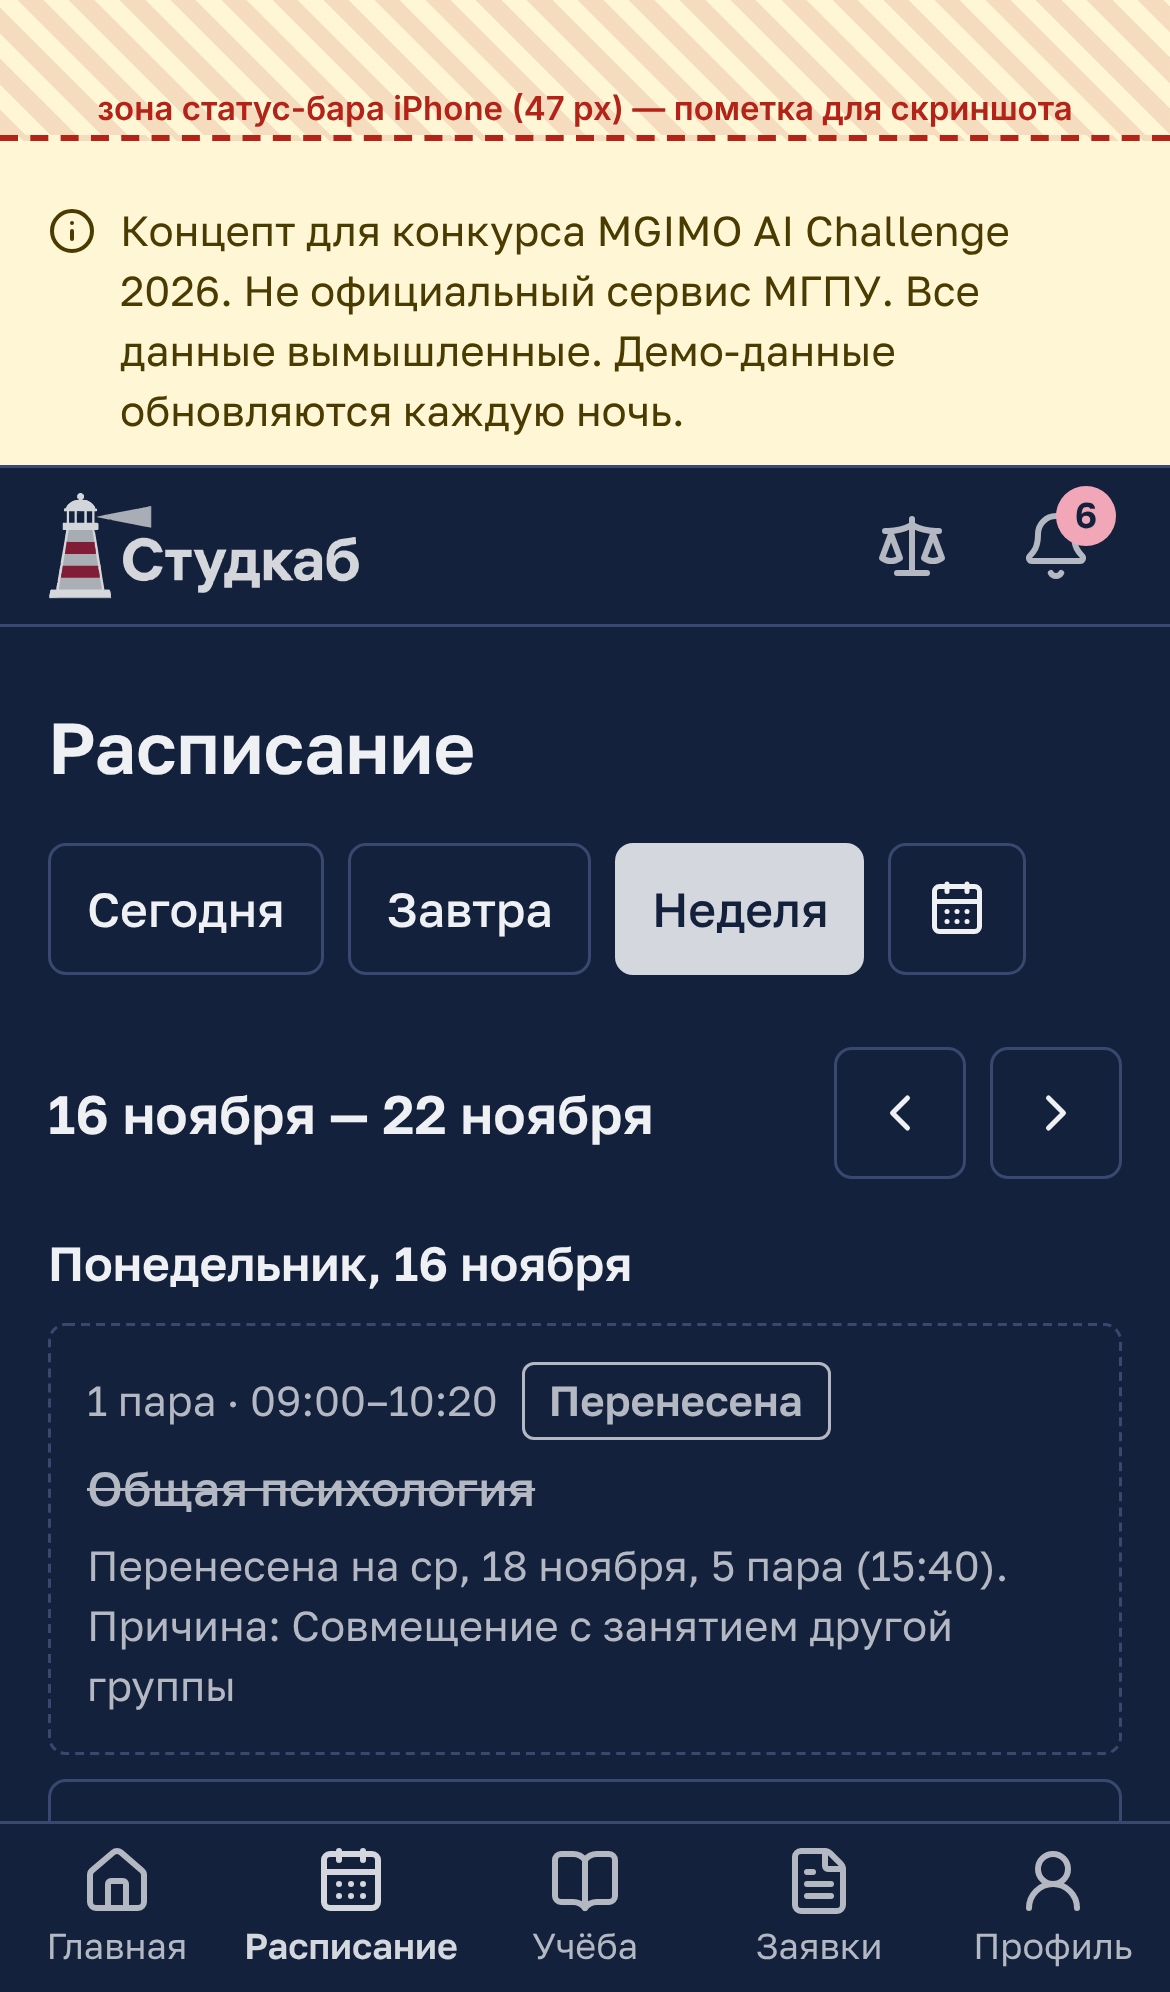 зона статус-бара iPhone (47 px) — пометка для скриншота
Концепт для конкурса MGIMO AI Challenge
2026. Не официальный сервис МГПУ. Все
данные вымышленные. Демо-данные
обновляются каждую ночь.
Студкаб
6
Расписание
Сегодня
Завтра
Неделя
16 ноября — 22 ноября
Понедельник, 16 ноября
1 пара · 09:00–10:20
Перенесена
Общая психология
Перенесена на ср, 18 ноября, 5 пара (15:40).
Причина: Совмещение с занятием другой
группы
Главная
Расписание
Учёба
Заявки
Профиль